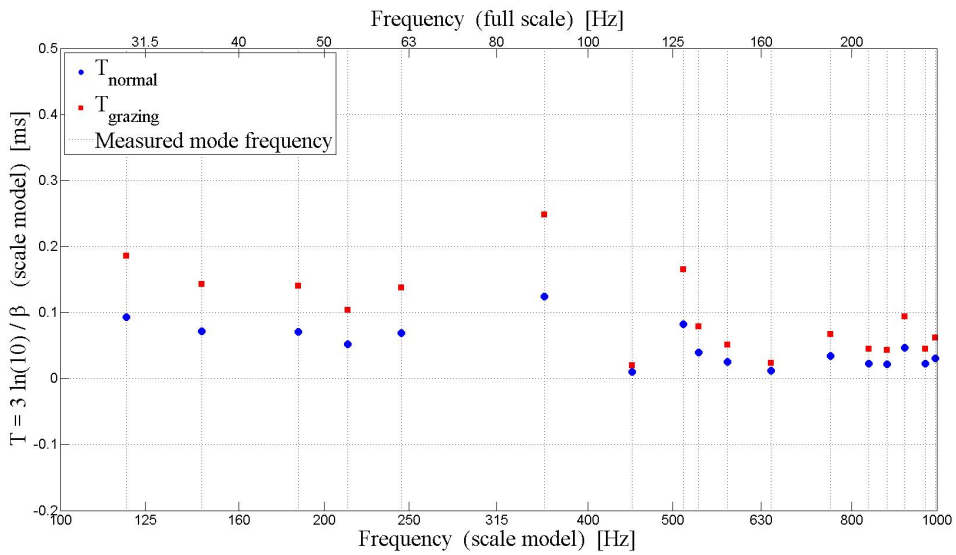 Frequency (full scale) [Hz]
31.5 40 50 63 80 100 125 160 200
0.5
T_normal
T_grazing
Measured mode frequency
0.4
0.3
0.2
0.1
0
-0.1
-0.2
T = 3 ln(10) / β (scale model) [ms]
100 125 160 200 250 315 400 500 630 800 1000
Frequency (scale model) [Hz]